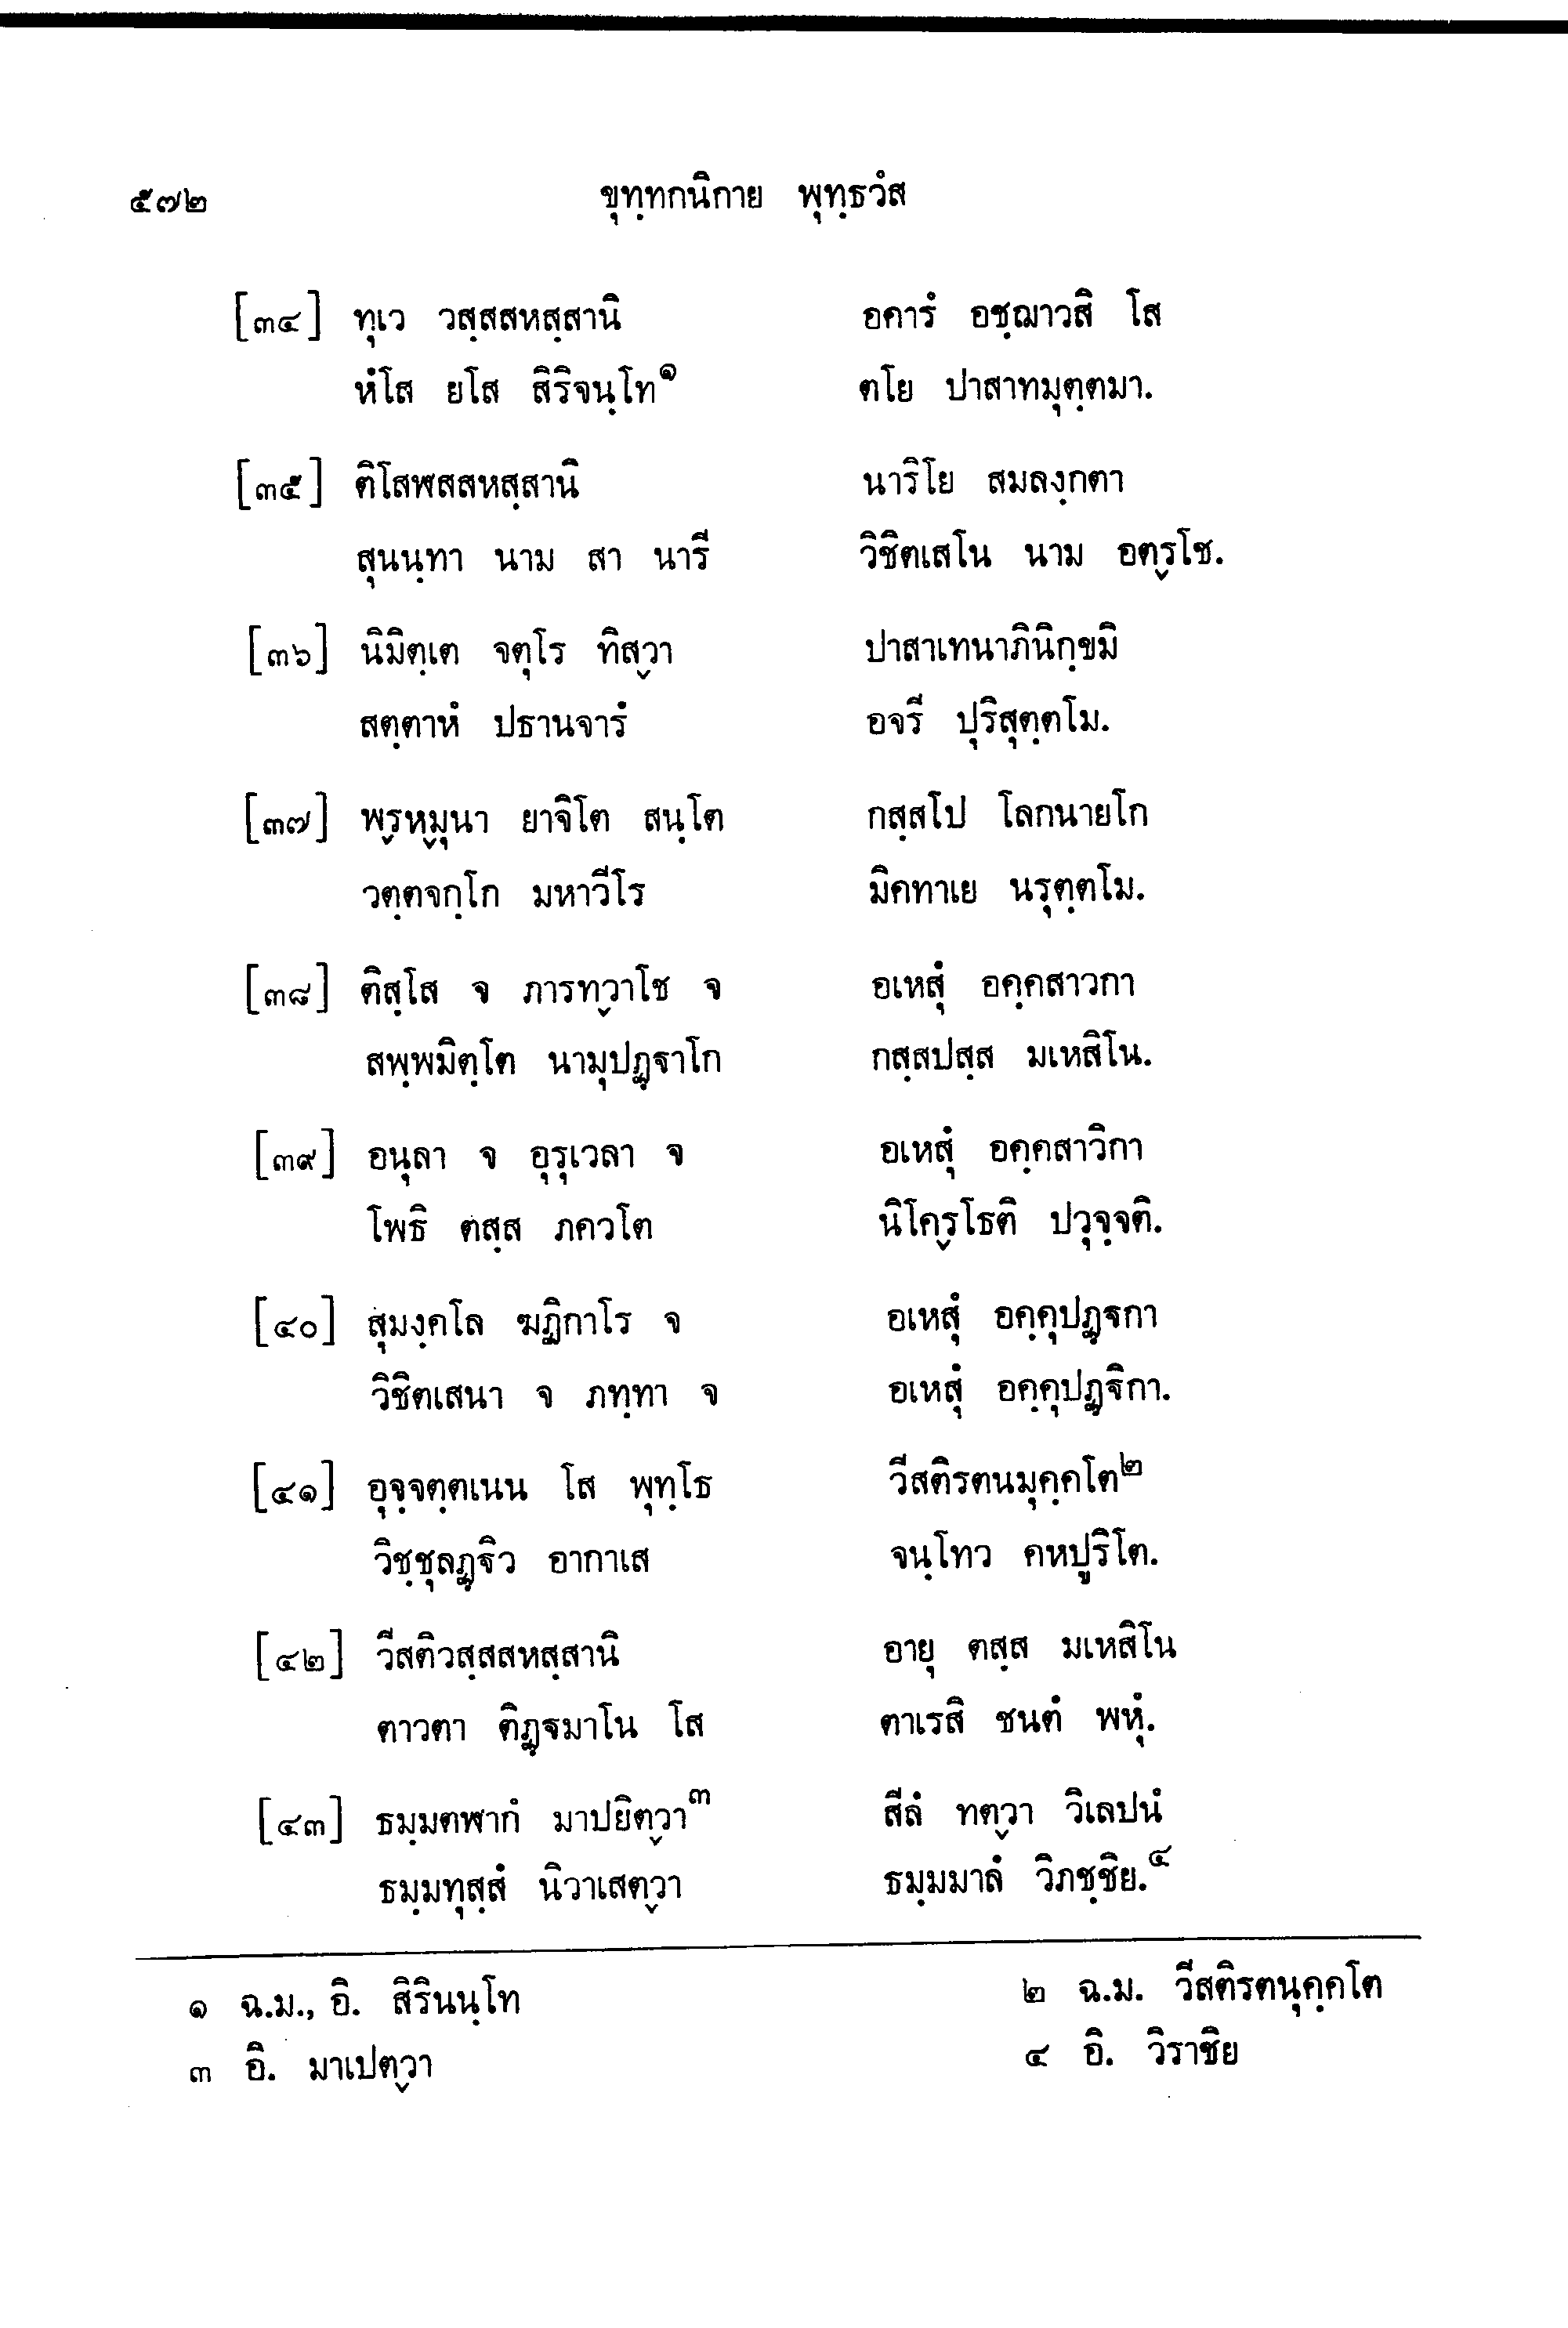 ๕๗๒ ขุทฺทกนิกาย พุทฺธวํส
[๓๔] ทฺุเว วสฺสสหสฺสานิ อคารํ อชฺฌาวสิ โส
หํโส ยโส สิริจนฺโท๑ ตโย ปาสาทมุตฺตมา.
[๓๕] ติโสฬสสหสฺสานิ นาริโย สมลงฺกตา
สุนนฺทา นาม สา นารี วิชิตเสโน นาม อตฺรโช.
[๓๖] นิมิตฺเต จตุโร ทิสฺวา ปาสาเทนาภินิกฺขมิ
สตฺตาหํ ปธานจารํ อจรี ปุริสุตฺตโม.
[๓๗] พฺรหฺมุนา ยาจิโต สนฺโต กสฺสโป โลกนายโก
วตฺตจกฺโก มหาวีโร มิคทาเย นรุตฺตโม.
[๓๘] ติสฺโส จ ภารทฺวาโช จ อเหสุํ อคฺคสาวกา
สพฺพมิตฺโต นามุปฏฺฐาโก กสฺสปสฺส มเหสิโน.
[๓๙] อนุลา จ อุรุเวลา จ อเหสุํ อคฺคสาวิกา
โพธิ ตสฺส ภควโต นิโคฺรโธติ ปวุจฺจติ.
[๔๐] สุมงฺคโล ฆฏิกาโร จ อเหสุํ อคฺคุปฏฺฐกา
วิชิตเสนา จ ภทฺทา จ อเหสุํ อคฺคุปฏฺฐิกา.
[๔๑] อุจฺจตฺตเนน โส พุทฺโธ วีสติรตนมุคฺคโต๒
วิชฺชุลฏฺฐิว อากาเส จนฺโทว คหปูริโต.
[๔๒] วีสติวสฺสสหสฺสานิ อายุ ตสฺส มเหสิโน
ตาวตา ติฏฺฐมาโน โส ตาเรสิ ชนตํ พหุํ.
[๔๓] ธมฺมตฬากํ มาปยิตฺวา๓ สีลํ ทตฺวา วิเลปนํ
ธมฺมทุสฺสํ นิวาเสตฺวา ธมฺมมาลํ วิภชฺชิย.๔
๑ ฉ.ม., อิ. สิรินนฺโท ๒ ฉ.ม. วีสติรตนุคฺคโต
๓ อิ. มาเปตฺวา ๔ อิ. วิราชิย